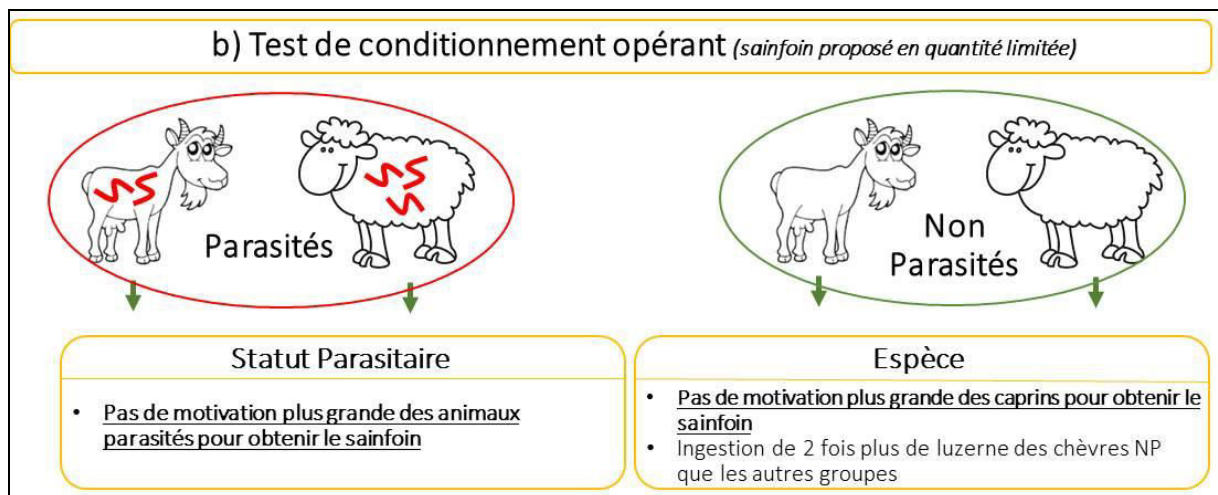 b) Test de conditionnement opérant (sainfoin proposé en quantité limitée)
Parasités
Non
Parasités
Statut Parasitaire
• Pas de motivation plus grande des animaux
parasités pour obtenir le sainfoin
Espèce
• Pas de motivation plus grande des caprins pour obtenir le
sainfoin
• Ingestion de 2 fois plus de luzerne des chèvres NP
que les autres groupes